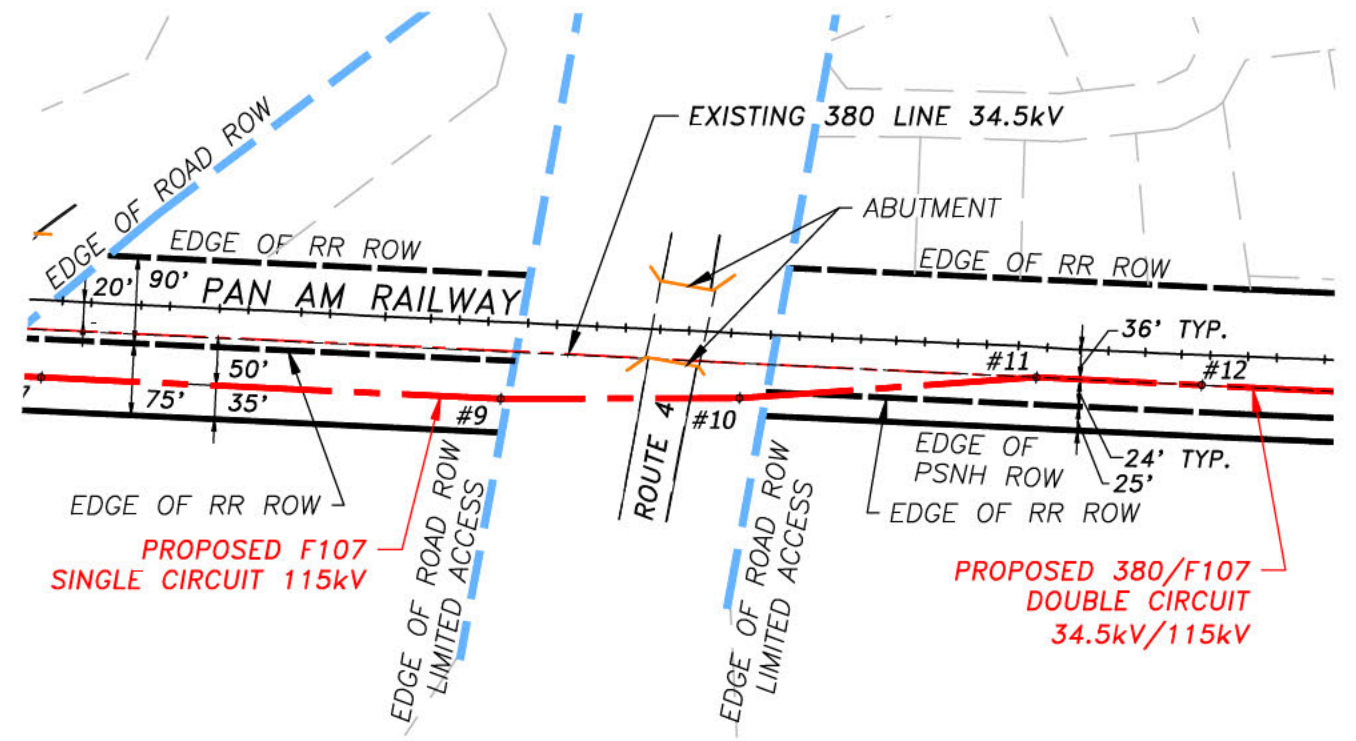 EXISTING 380 LINE 34.5kV
EDGE OF ROAD ROW
ABUTMENT
EDGE OF RR ROW
EDGE OF RR ROW
20'
90'
PAN AM RAILWAY
36' TYP.
#11
#12
50'
75'
35'
#9
#10
ROUTE 4
EDGE OF
PSNH ROW
24' TYP.
25'
EDGE OF RR ROW
EDGE OF RR ROW
PROPOSED F107
SINGLE CIRCUIT 115kV
EDGE OF ROAD ROW
LIMITED ACCESS
EDGE OF ROAD ROW
LIMITED ACCESS
PROPOSED 380/F107
DOUBLE CIRCUIT
34.5kV/115kV